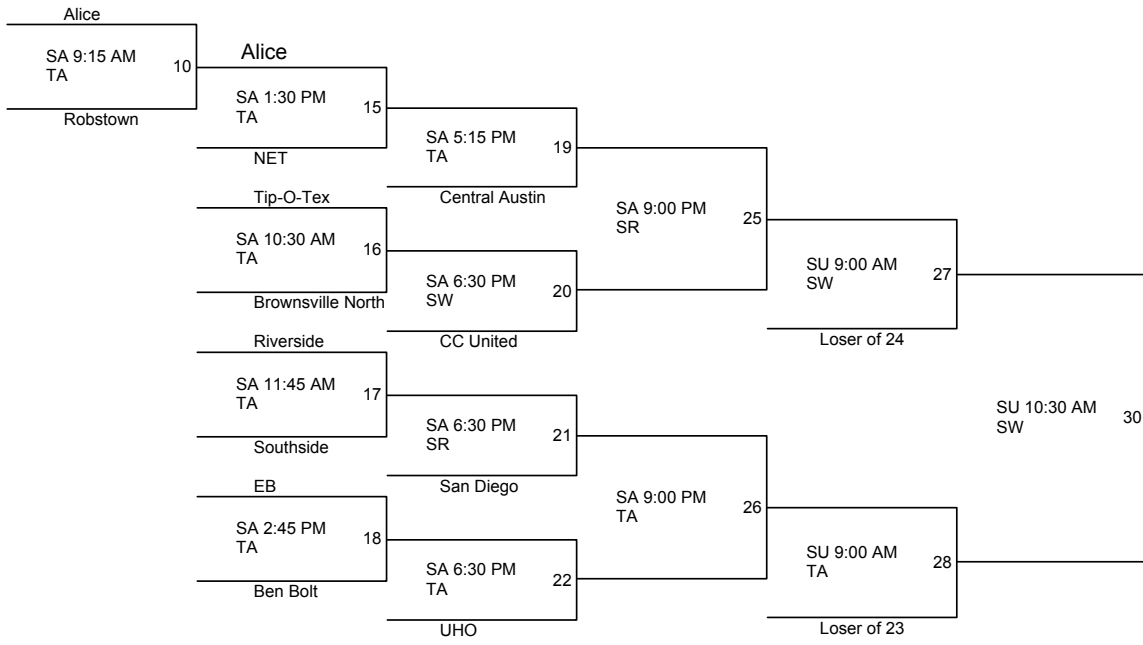 Alice
SA 9:15 AM
TA
10
Robstown
Alice
SA 1:30 PM
TA
15
NET
SA 5:15 PM
TA
19
Central Austin
Tip-O-Tex
SA 10:30 AM
TA
16
Brownsville North
SA 6:30 PM
SW
20
CC United
SA 9:00 PM
SR
25
SU 9:00 AM
SW
27
Loser of 24
Riverside
SA 11:45 AM
TA
17
Southside
SA 6:30 PM
SR
21
San Diego
EB
SA 2:45 PM
TA
18
Ben Bolt
SA 6:30 PM
TA
22
UHO
SA 9:00 PM
TA
26
SU 9:00 AM
TA
28
Loser of 23
SU 10:30 AM
SW
30